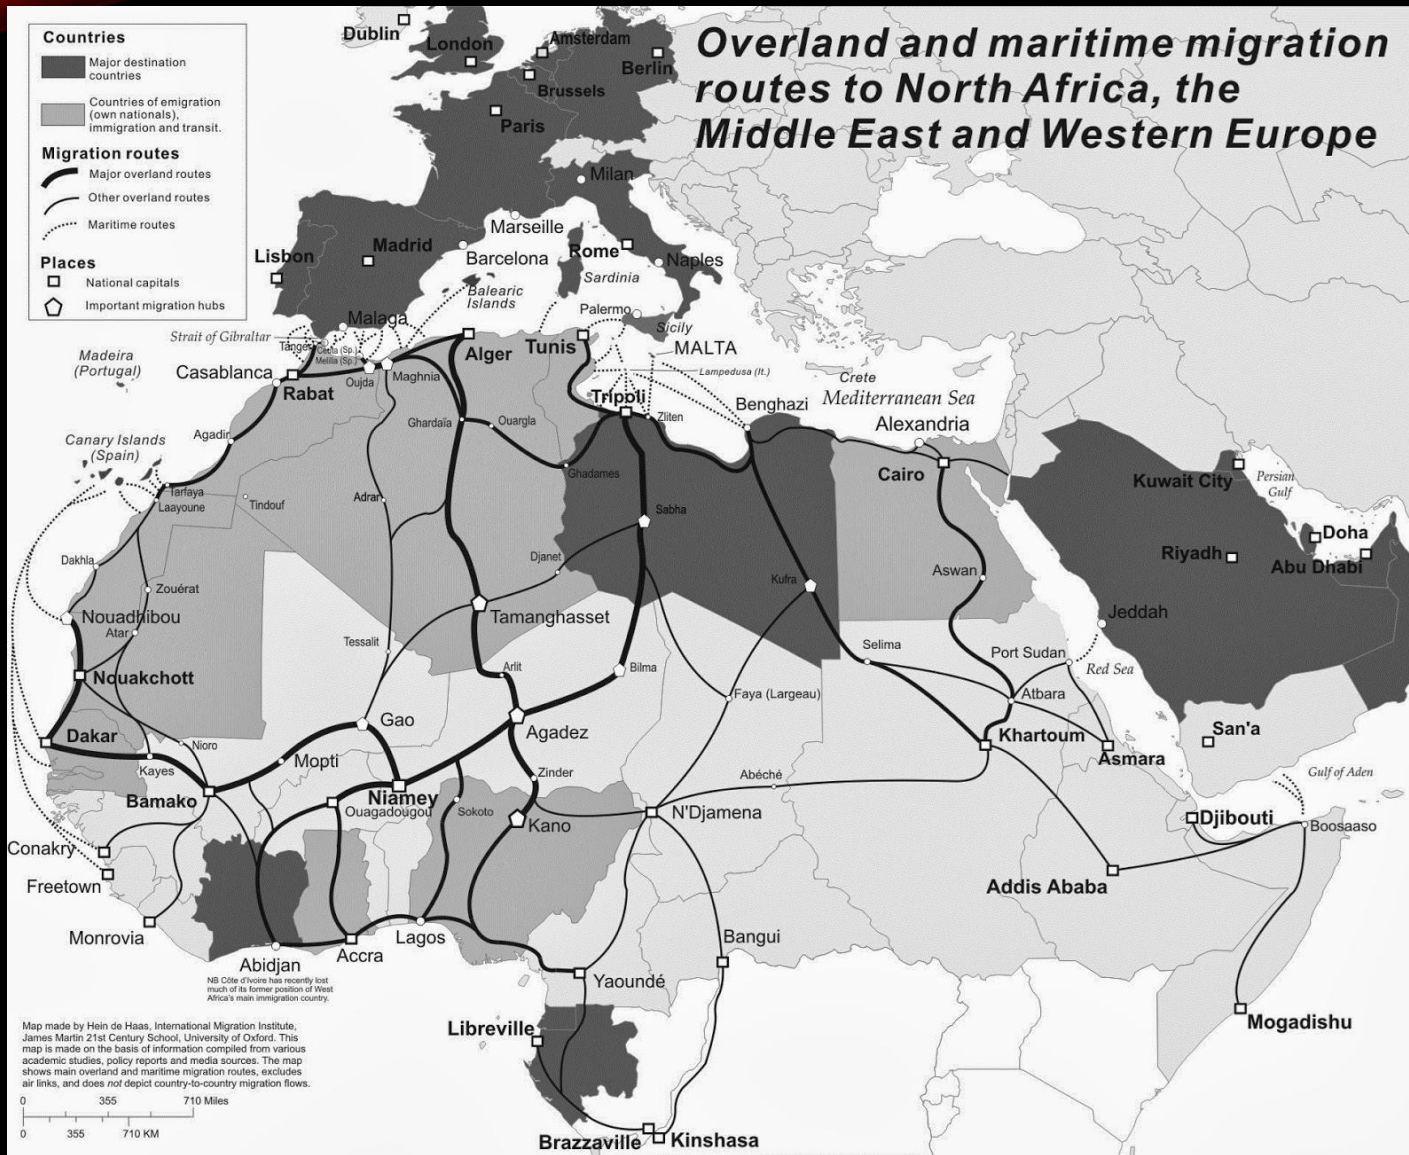 Overland and maritime migration
routes to North Africa, the
Middle East and Western Europe
Countries
Major destination
countries
Countries of emigration
(own nationals),
immigration and transit.
Migration routes
Major overland routes
Other overland routes
Maritime routes
Places
National capitals
Important migration hubs
Dublin
London
Amsterdam
Berlin
Brussels
Paris
Milan
Marseille
Lisbon
Madrid
Barcelona
Rome
Naples
Sardinia
Balearic
Islands
Palermo
Sicily
MALTA
Malaga
Strait of Gibraltar
Tanger
Ceuta (Sp.)
Melilla (Sp.)
Alger
Tunis
Lampedusa (It.)
Madeira
(Portugal)
Casablanca
Rabat
Oujda
Maghnia
Crete
Mediterranean Sea
Tripoli
Zliten
Benghazi
Alexandria
Ghardaïa
Ouargla
Agadir
Canary Islands
(Spain)
Cairo
Ghadames
Kuwait City
Persian
Gulf
Tarfaya
Laayoune
Tindouf
Adrar
Sabha
Doha
Riyadh
Abu Dhabi
Dakhla
Djanet
Zouérat
Kufra
Aswan
Nouadhibou
Tamanghasset
Jeddah
Atar
Tessalit
Selima
Port Sudan
Red Sea
Nouakchott
Arlit
Bilma
Faya (Largeau)
Atbara
Gao
Agadez
Dakar
Nioro
Khartoum
San'a
Asmara
Kayes
Mopti
Zinder
Abéché
Gulf of Aden
Bamako
Niamey
Ouagadougou
Sokoto
Kano
N'Djamena
Djibouti
Boosaaso
Conakry
Freetown
Addis Ababa
Monrovia
Lagos
Bangui
Abidjan
Accra
NB Côte d'Ivoire has recently lost
much of its former position of West
Africa's main immigration country.
Yaoundé
Libreville
Mogadishu
Brazzaville
Kinshasa
Map made by Hein de Haas, International Migration Institute,
James Martin 21st Century School, University of Oxford. This
map is made on the basis of information compiled from various
academic studies, policy reports and media sources. The map
shows main overland and maritime migration routes, excludes
air links, and does not depict country-to-country migration flows.
0 355 710 Miles
0 355 710 KM